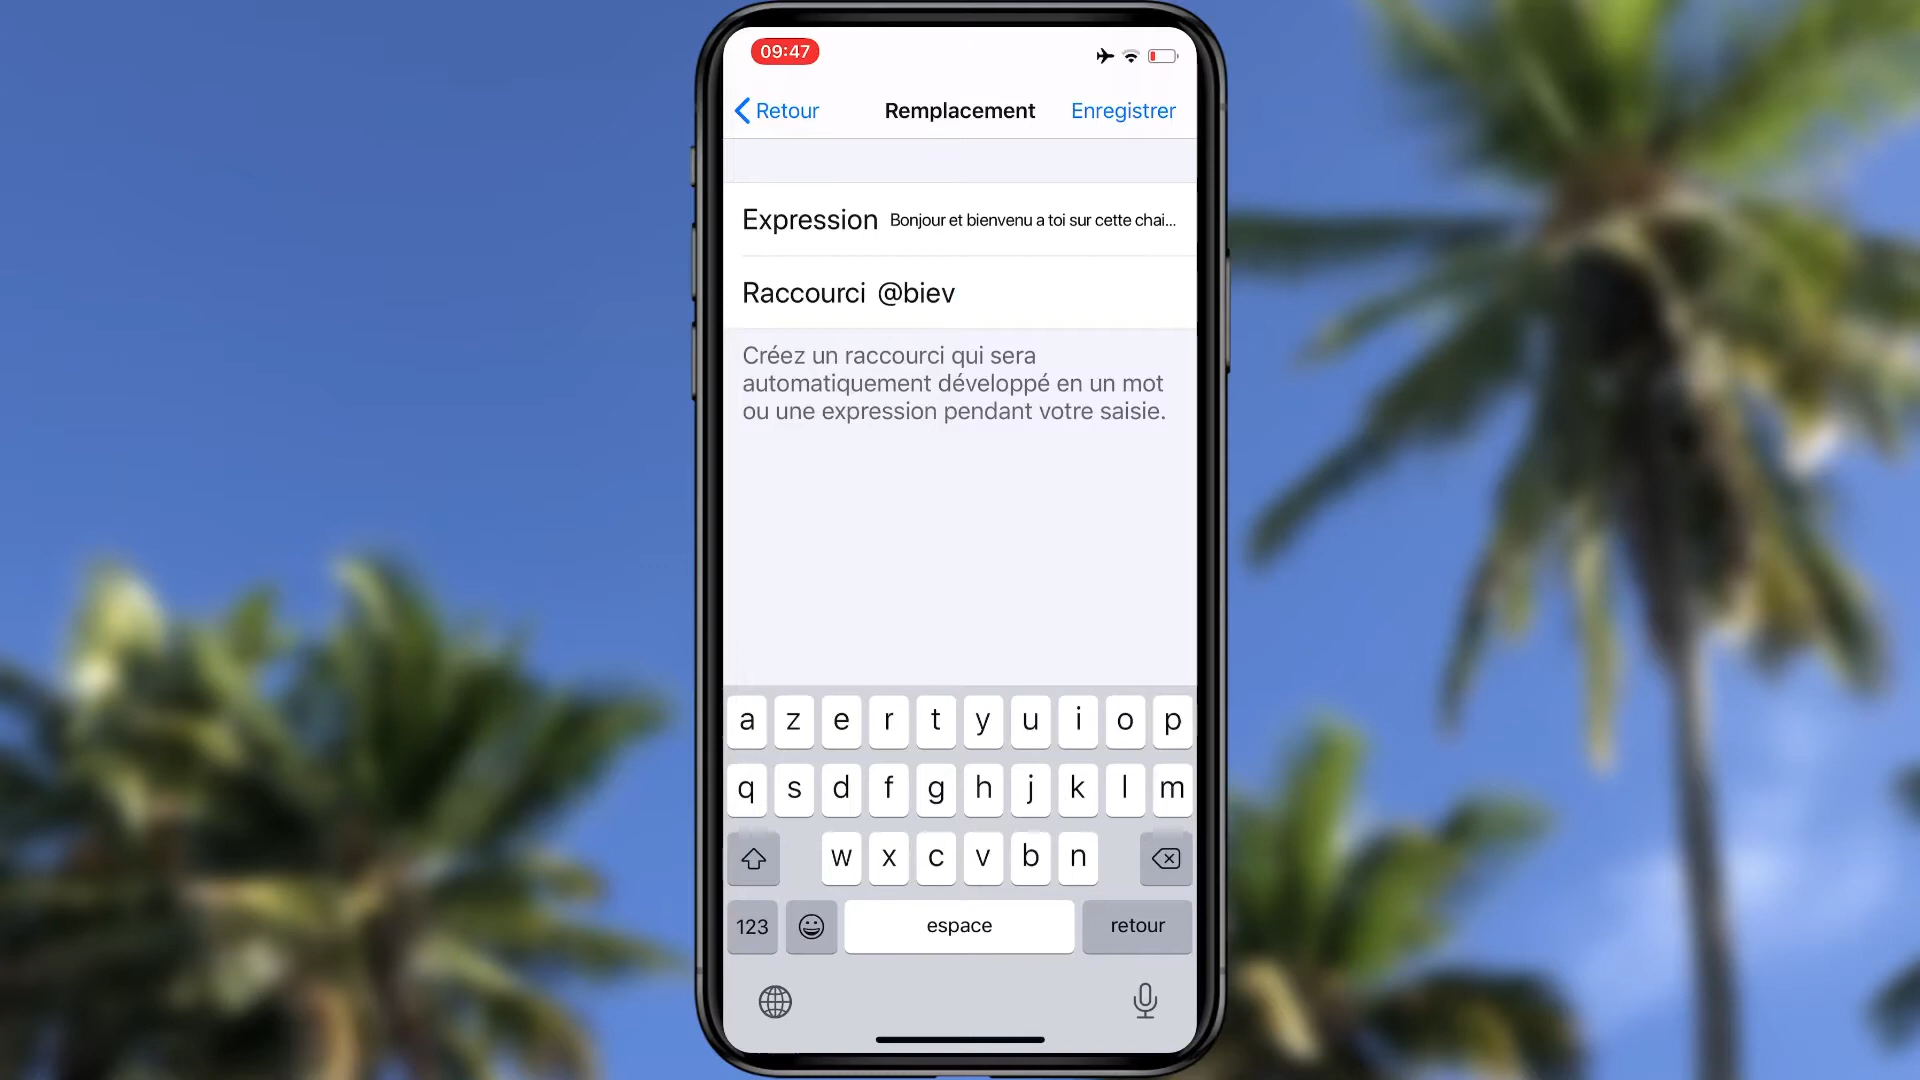 09:47
Retour Remplacement Enregistrer
Expression Bonjour et bienvenu a toi sur cette chai...
Raccourci @biev
Créez un raccourci qui sera
automatiquement développé en un mot
ou une expression pendant votre saisie.
a z e r t y u i o p
q s d f g h j k l m
w x c v b n
123 espace retour